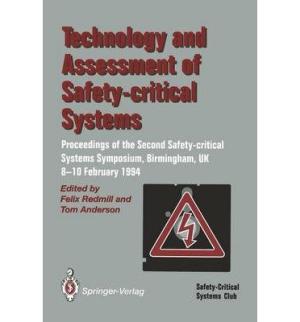 Technology and
Assessment of
Safety-critical
Systems
Proceedings of the Second Safety-critical
Systems Symposium, Birmingham, UK
8–10 February 1994
Edited by
Felix Redmill and
Tom Anderson
Springer-Verlag
Safety-Critical
Systems Club